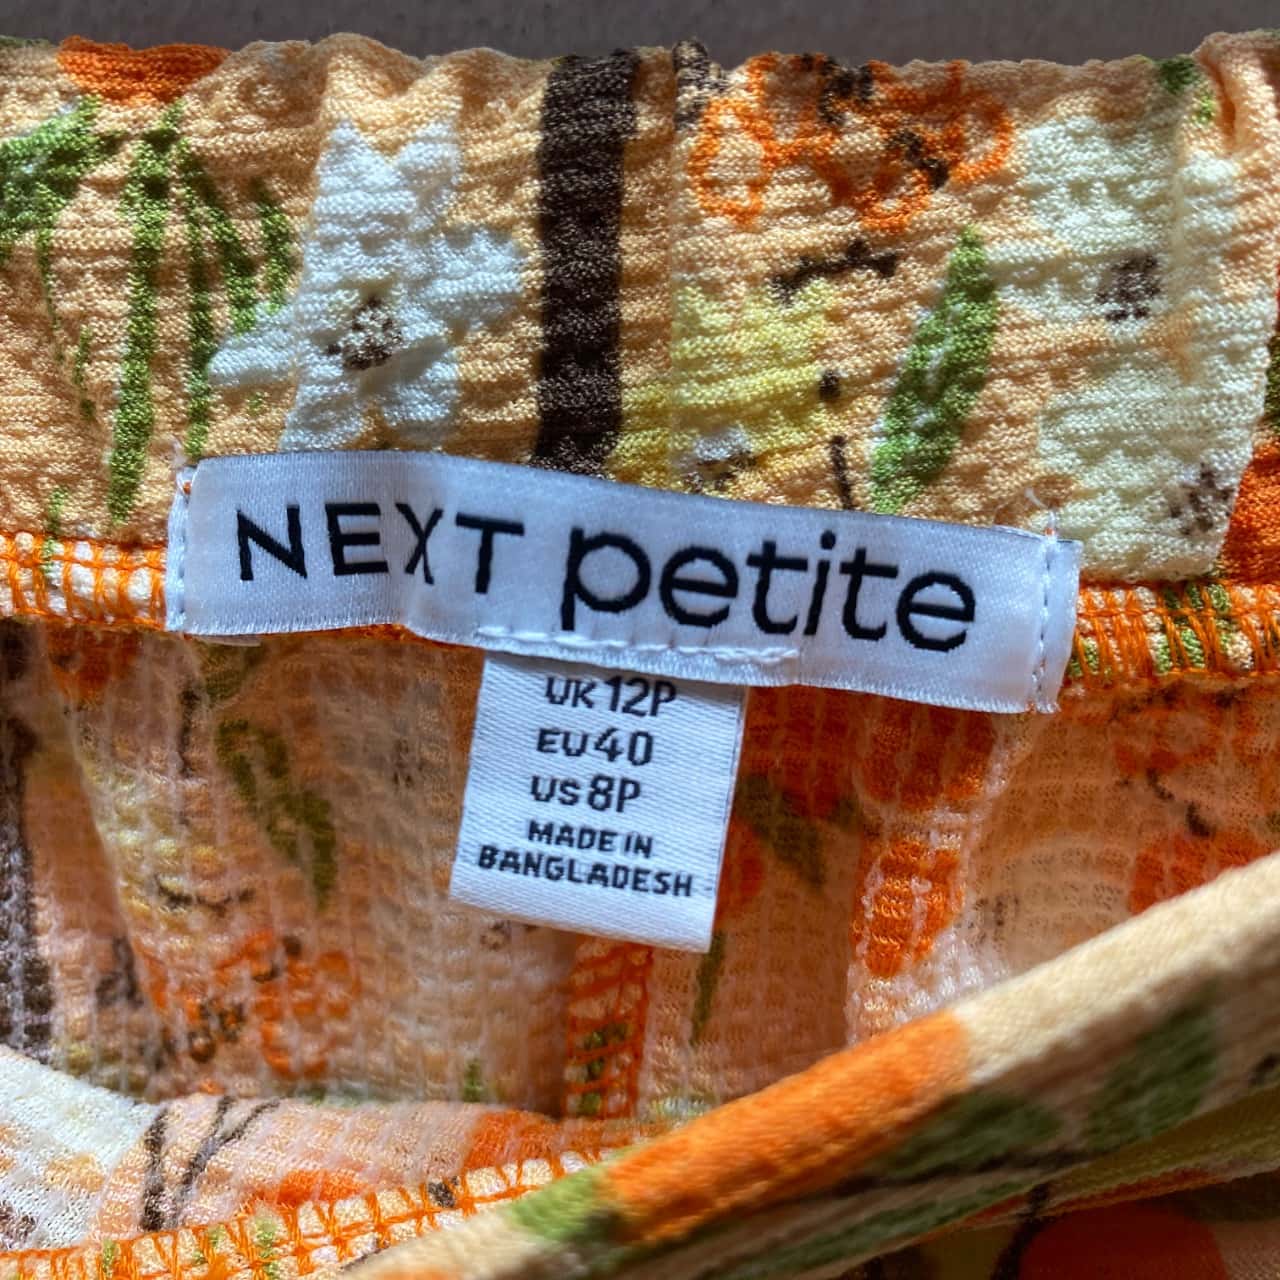 NEXT petite
UK 12P
EU 40
US 8P
MADE IN
BANGLADESH